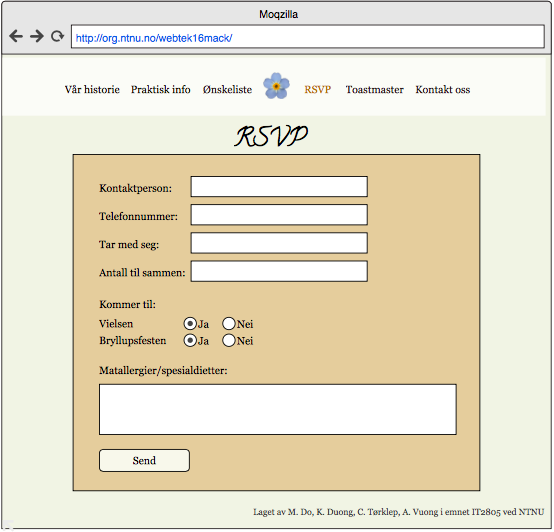 Moqzilla
http://org.ntnu.no/webtek16mack/
Vår historie Praktisk info Ønskeliste RSVP Toastmaster Kontakt oss
RSVP
Kontaktperson:
Telefonnummer:
Tar med seg:
Antall til sammen:
Kommer til:
Vielsen Ja Nei
Bryllupsfesten Ja Nei
Matallergier/spesialdietter:
Send
Laget av M. Do, K. Duong, C. Tørklep, A. Vuong i emnet IT2805 ved NTNU